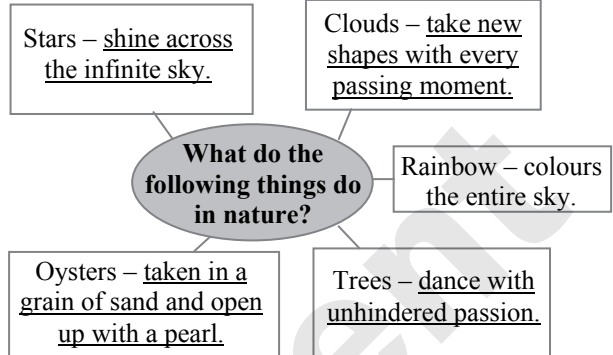 Stars – shine across
the infinite sky.
Clouds – take new
shapes with every
passing moment.
What do the
following things do
in nature?
Rainbow – colours
the entire sky.
Oysters – taken in a
grain of sand and open
up with a pearl.
Trees – dance with
unhindered passion.